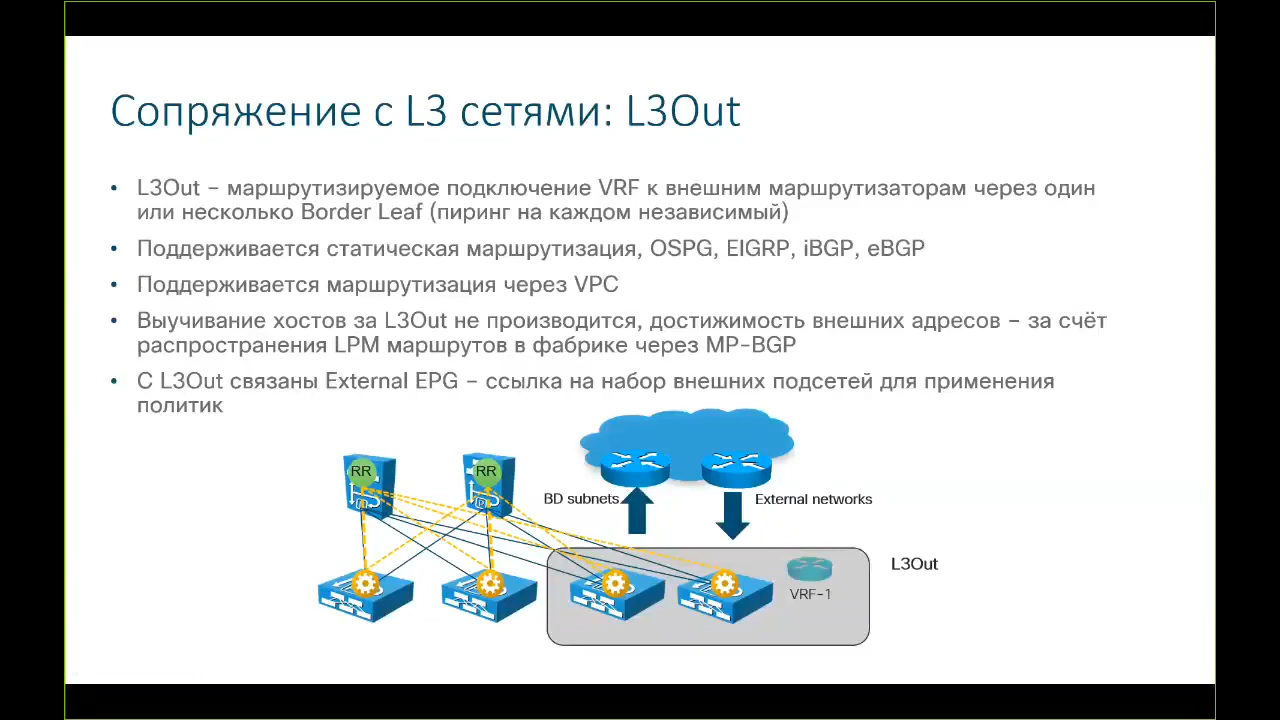 Сопряжение с L3 сетями: L3Out
• L3Out – маршрутизируемое подключение VRF к внешним маршрутизаторам через один
или несколько Border Leaf (пиринг на каждом независимый)
• Поддерживается статическая маршрутизация, OSPG, EIGRP, iBGP, eBGP
• Поддерживается маршрутизация через VPC
• Выучивание хостов за L3Out не производится, достижимость внешних адресов – за счёт
распространения LPM маршрутов в фабрике через MP-BGP
• С L3Out связаны External EPG – ссылка на набор внешних подсетей для применения
политик
RR
RR
BD subnets
External networks
L3Out
VRF-1